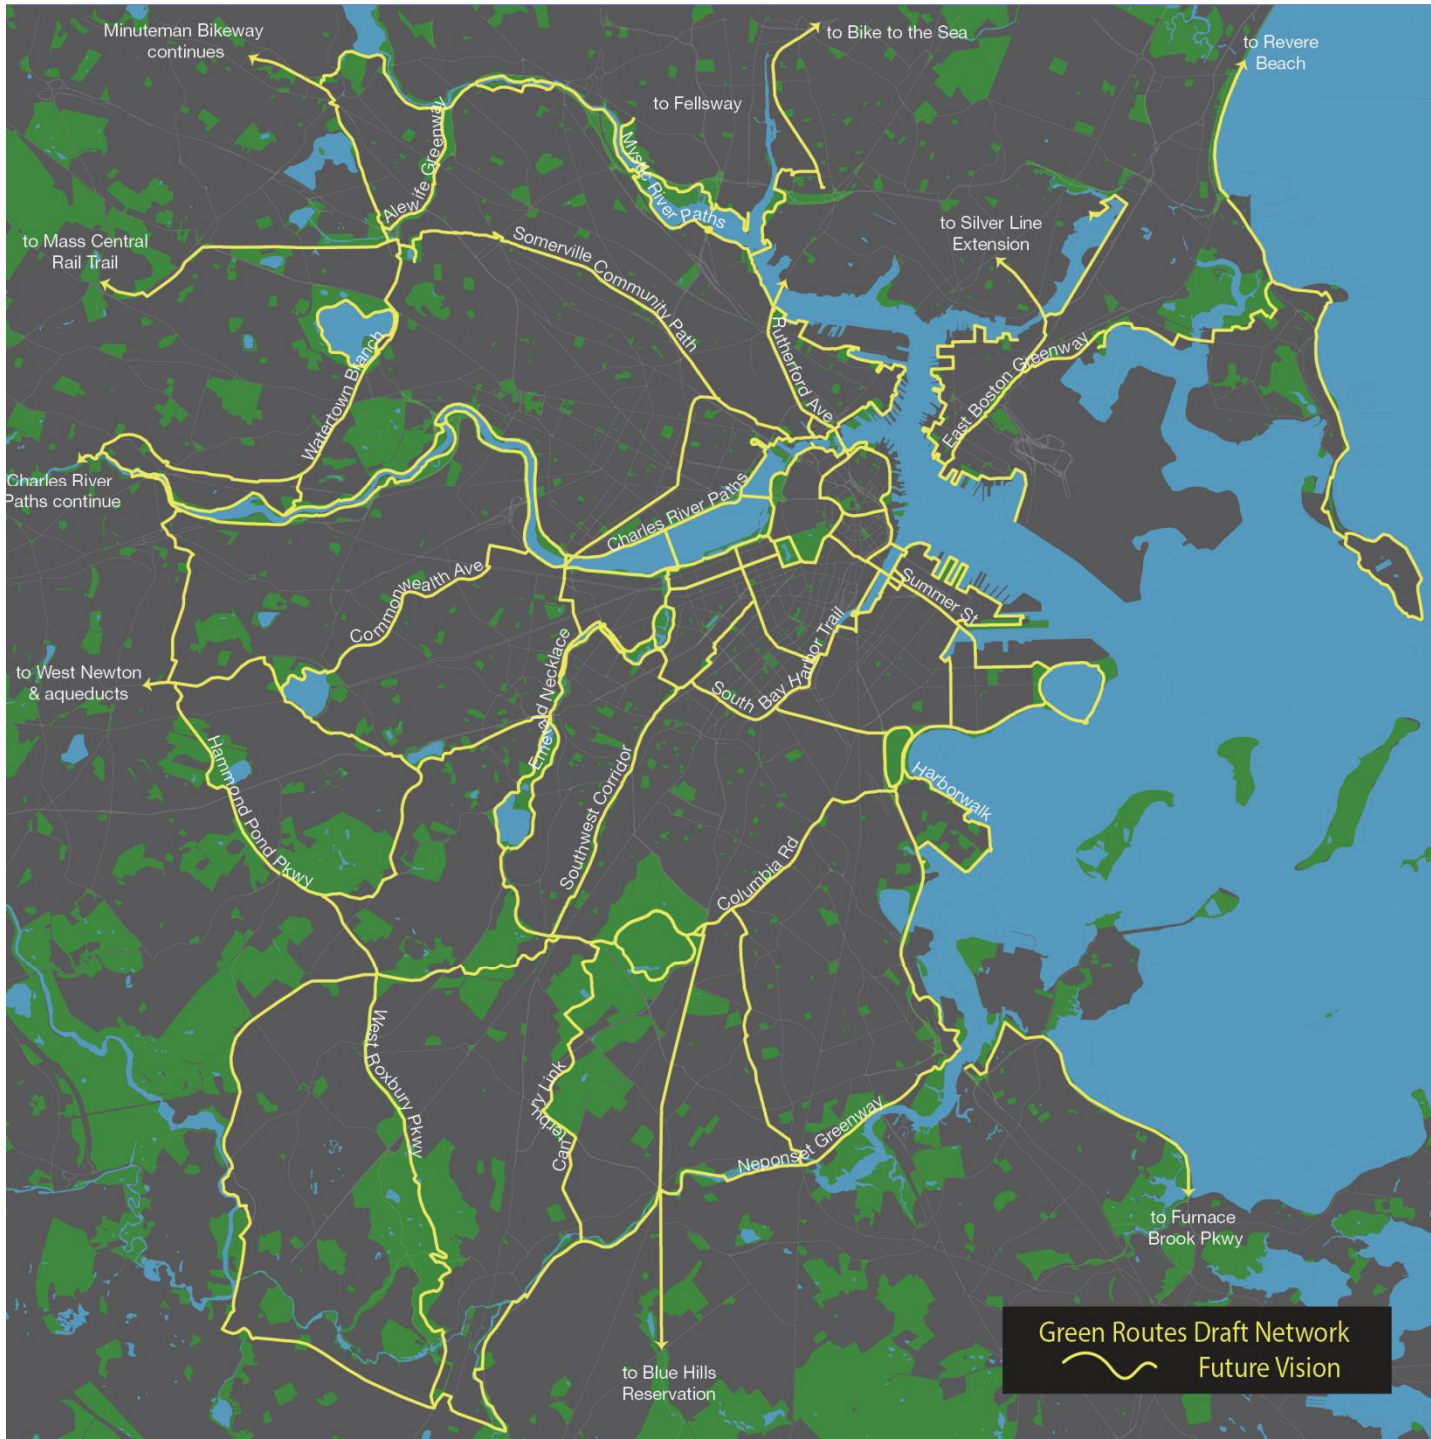 Minuteman Bikeway
continues
to Bike to the Sea
to Revere
Beach
to Fellsway
Alewife Greenway
Mystic River Paths
to Mass Central
Rail Trail
Somerville Community Path
to Silver Line
Extension
Watertown Branch
Rutherford Ave
East Boston Greenway
Charles River
Paths continue
Charles River Paths
Commonwealth Ave
Summer St
to West Newton
& aqueducts
Emerald Necklace
South Bay Harbor Trail
Hammond Pond Pkwy
Southwest Corridor
Harborwalk
Columbia Rd
West Roxbury Pkwy
Canterbury Link
Neponset Greenway
to Furnace
Brook Pkwy
to Blue Hills
Reservation
Green Routes Draft Network
Future Vision